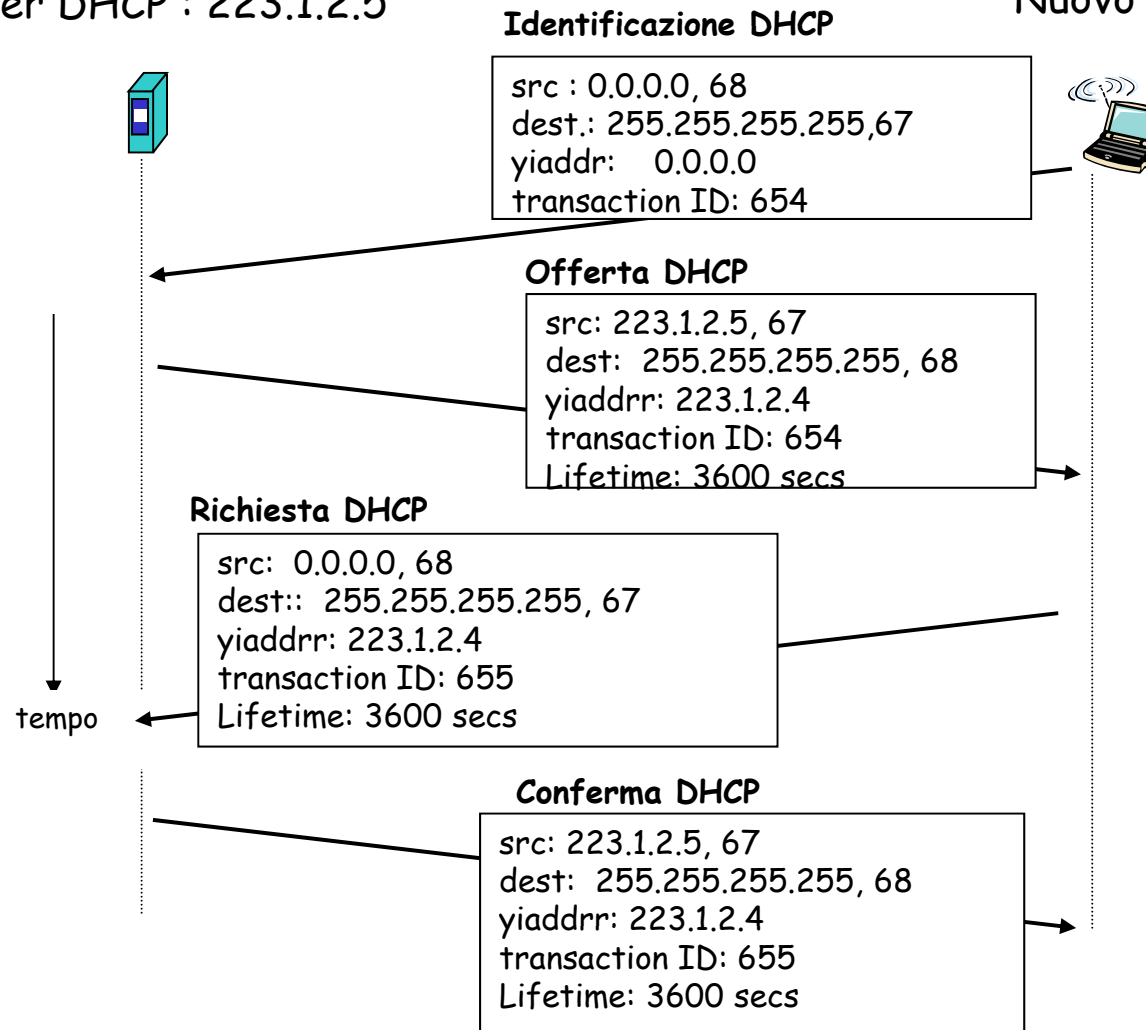 er DHCP : 223.1.2.5
Nuovo
Identificazione DHCP
src : 0.0.0.0, 68
dest.: 255.255.255.255,67
yiaddr: 0.0.0.0
transaction ID: 654
Offerta DHCP
src: 223.1.2.5, 67
dest: 255.255.255.255, 68
yiaddrr: 223.1.2.4
transaction ID: 654
Lifetime: 3600 secs
Richiesta DHCP
src: 0.0.0.0, 68
dest:: 255.255.255.255, 67
yiaddrr: 223.1.2.4
transaction ID: 655
Lifetime: 3600 secs
tempo
Conferma DHCP
src: 223.1.2.5, 67
dest: 255.255.255.255, 68
yiaddrr: 223.1.2.4
transaction ID: 655
Lifetime: 3600 secs